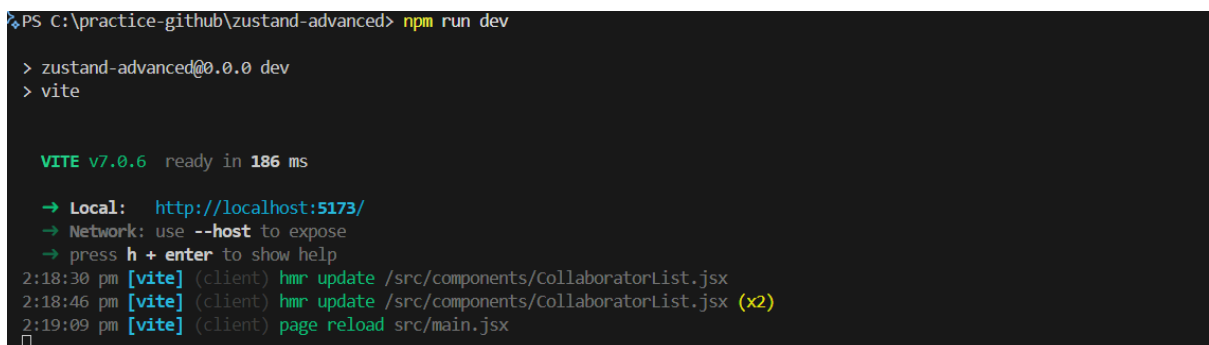 PS C:\practice-github\zustand-advanced> npm run dev
> zustand-advanced@0.0.0 dev
> vite
VITE v7.0.6 ready in 186 ms
→ Local: http://localhost:5173/
→ Network: use --host to expose
→ press h + enter to show help
2:18:30 pm [vite] (client) hmr update /src/components/CollaboratorList.jsx
2:18:46 pm [vite] (client) hmr update /src/components/CollaboratorList.jsx (x2)
2:19:09 pm [vite] (client) page reload src/main.jsx